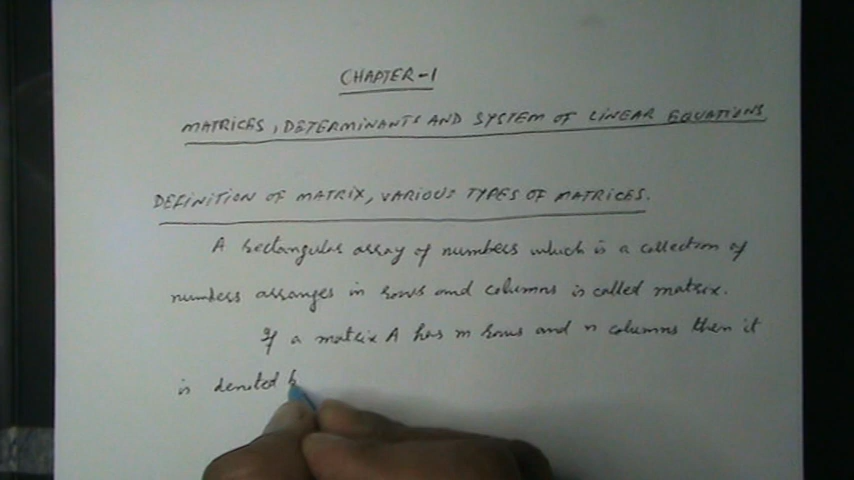 CHAPTER-1
MATRICES, DETERMINANTS AND SYSTEM OF LINEAR EQUATIONS
DEFINITION OF MATRIX, VARIOUS TYPES OF MATRICES.
A rectangular array of numbers which is a collection of
numbers arranges in rows and columns is called matrix.
If a matrix A has m rows and n columns then it
is denoted b